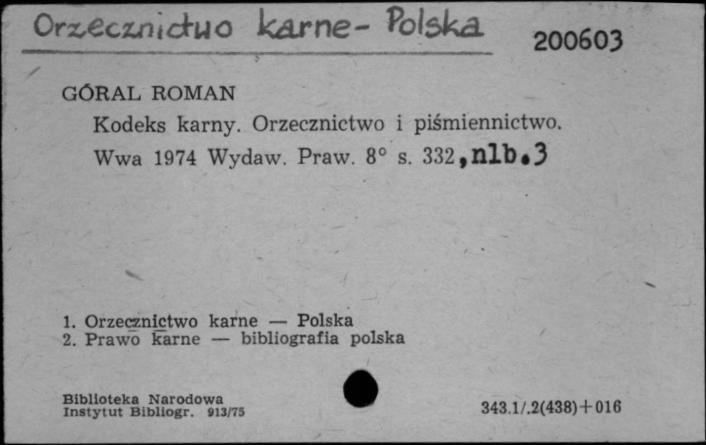 Orzecznictwo karne - Polska
200603
GÓRAL ROMAN
Kodeks karny. Orzecznictwo i piśmiennictwo.
Wwa 1974 Wydaw. Praw. 8° s. 332, nlb. 3
1. Orzecznictwo karne — Polska
2. Prawo karne — bibliografia polska
Biblioteka Narodowa
Instytut Bibliogr. 913/75
343.1/.2(438)+016